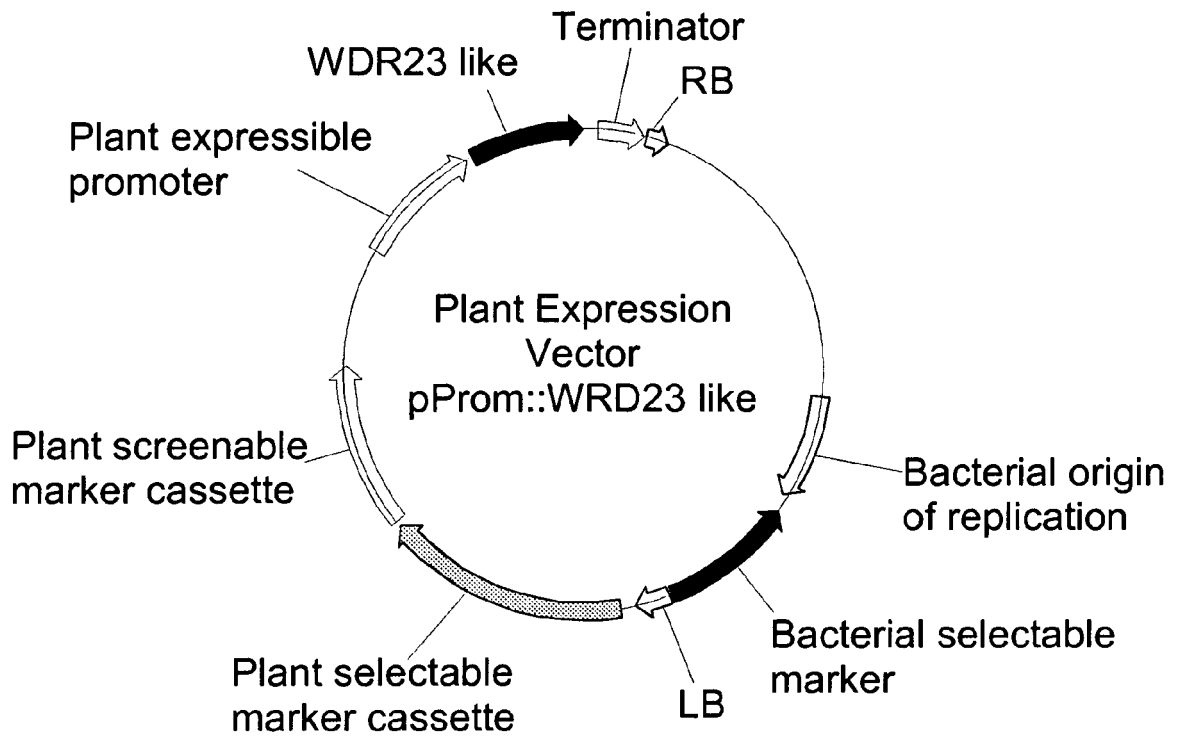 Terminator
WDR23 like
RB
Plant expressible
promoter
Plant Expression
Vector
pProm::WRD23 like
Plant screenable
marker cassette
Bacterial origin
of replication
Bacterial selectable
marker
Plant selectable
marker cassette
LB